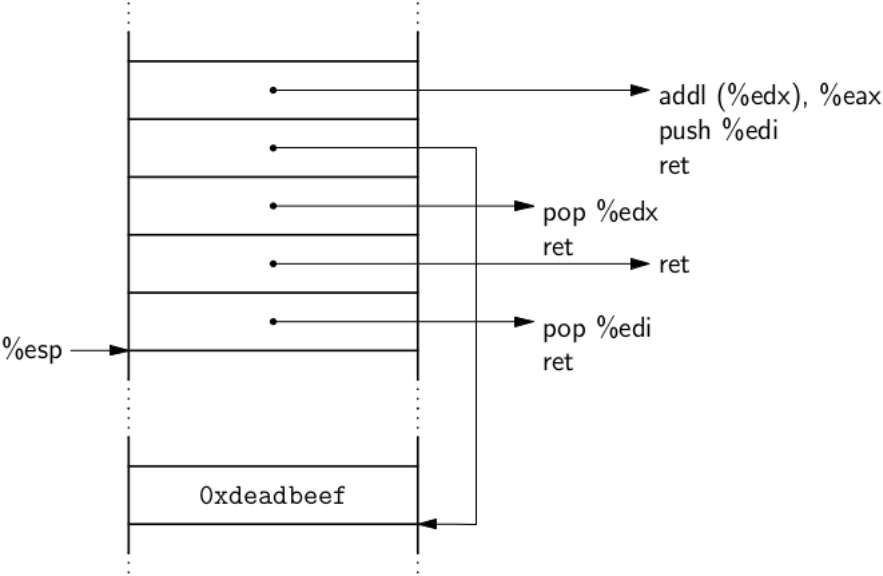 addl (%edx), %eax
push %edi
ret
pop %edx
ret
ret
pop %edi
ret
%esp
0xdeadbeef